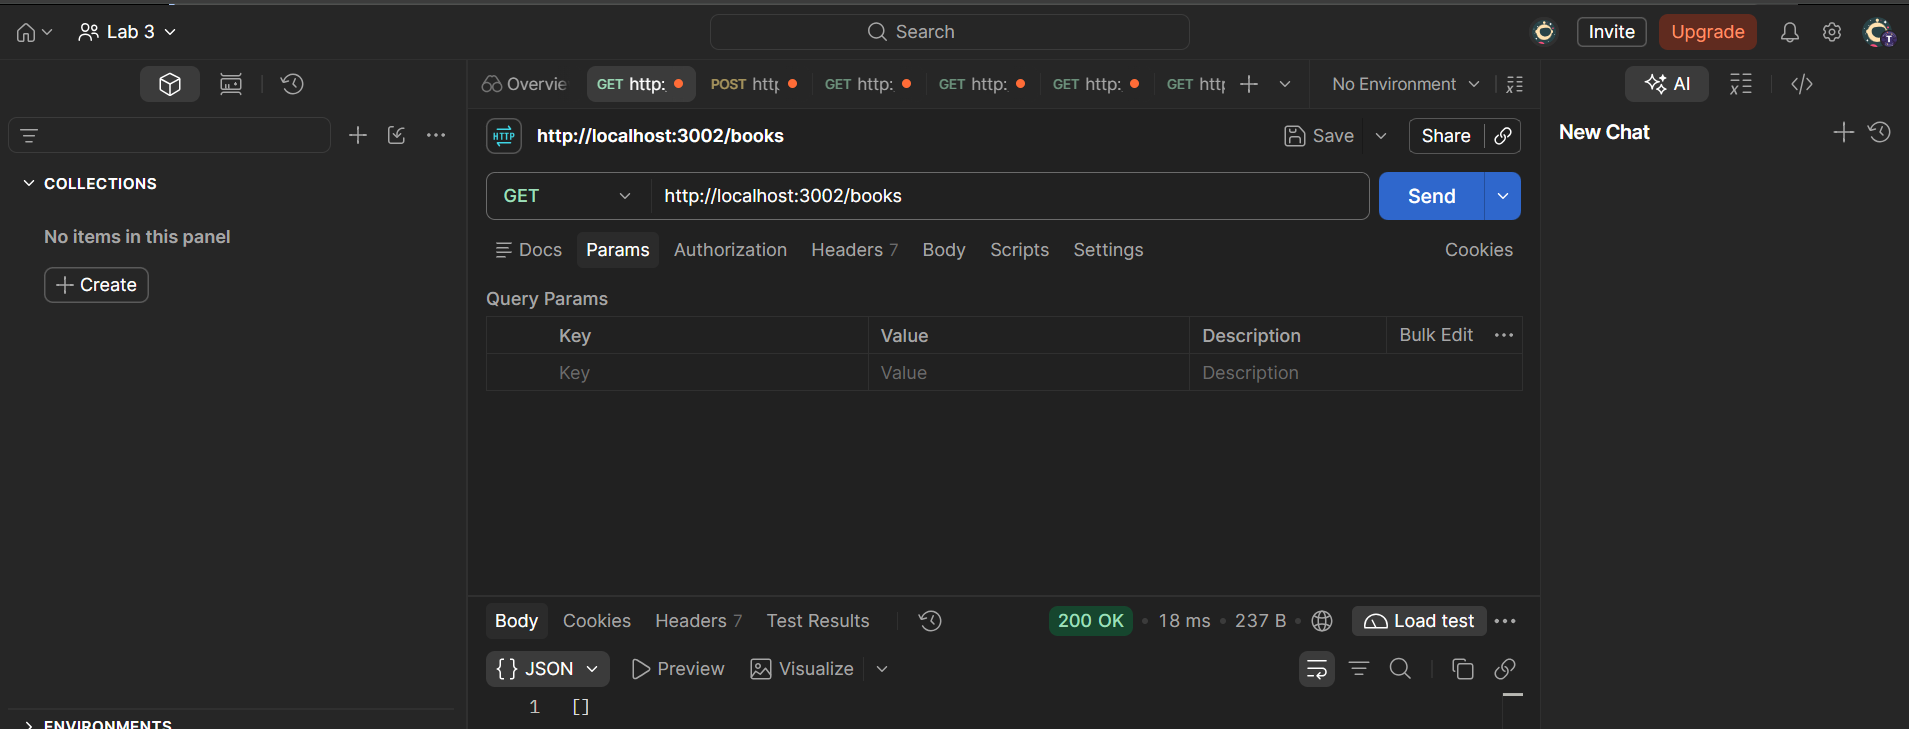 Lab 3
Search
Invite
Upgrade
T
Overvie
GET http:
POST http
GET http:
GET http:
GET http:
GET http
No Environment
AI
HTTP
http://localhost:3002/books
Save
Share
New Chat
COLLECTIONS
No items in this panel
Create
GET
http://localhost:3002/books
Send
Docs
Params
Authorization
Headers 7
Body
Scripts
Settings
Cookies
Query Params
Key
Value
Description
Bulk Edit
Key
Value
Description
Body
Cookies
Headers 7
Test Results
200 OK
18 ms
237 B
Load test
{} JSON
Preview
Visualize
1 []
ENVIRONMENTS